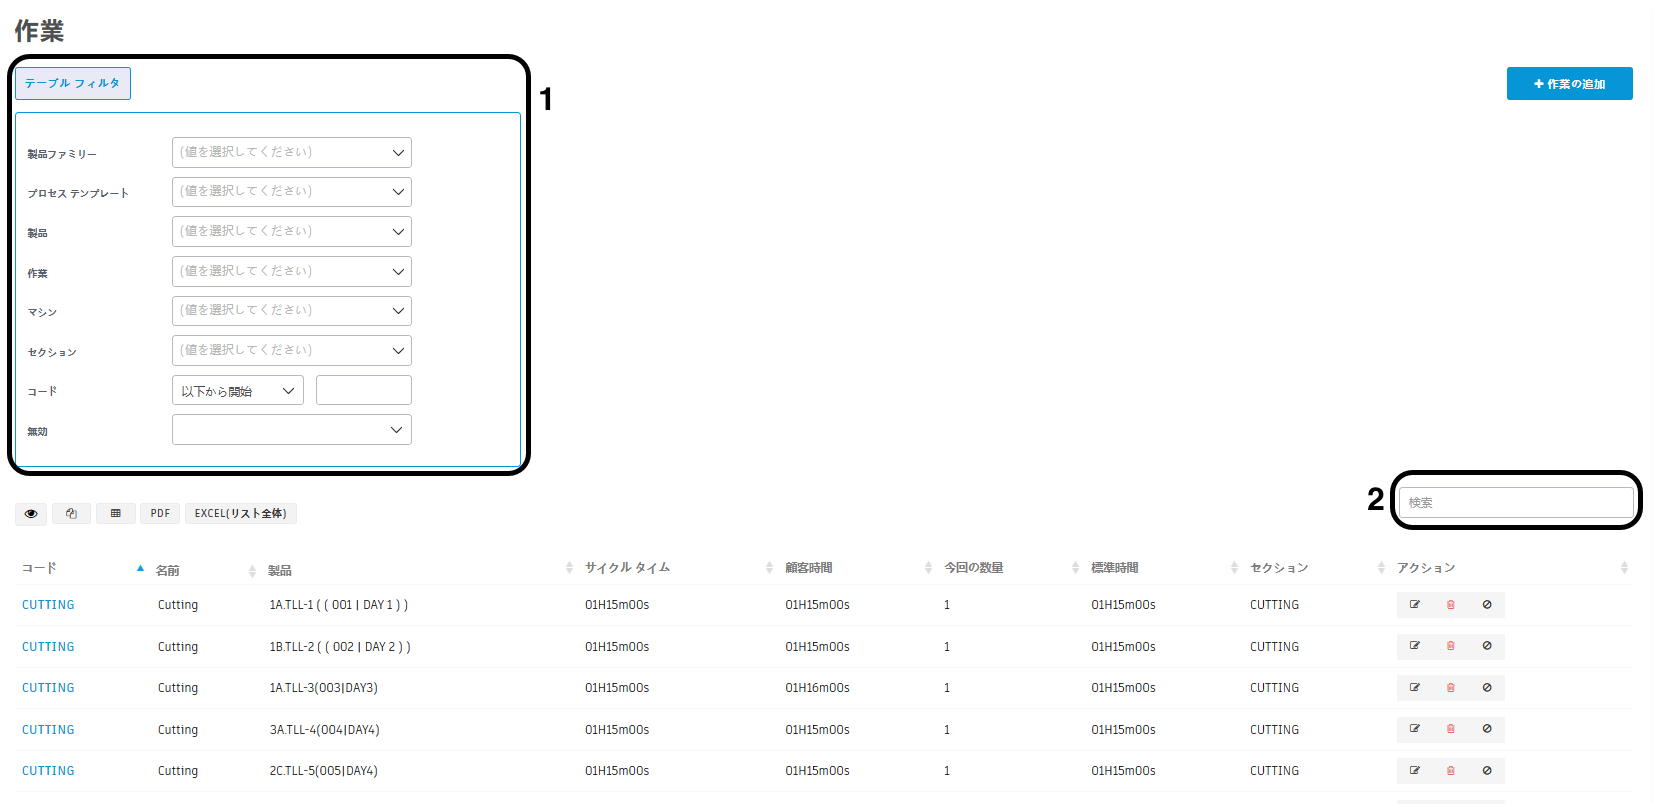 作業
テーブル フィルタ
1
+ 作業の追加
製品ファミリー (値を選択してください)
プロセス テンプレート (値を選択してください)
製品 (値を選択してください)
作業 (値を選択してください)
マシン (値を選択してください)
セクション (値を選択してください)
コード 以下から開始
無効
2 検索
PDF EXCEL(リスト全体)
コード 名前 製品 サイクル タイム 顧客時間 今回の数量 標準時間 セクション アクション
CUTTING Cutting 1A.TLL-1 ( ( 001 | DAY 1 ) ) 01H15m00s 01H15m00s 1 01H15m00s CUTTING
CUTTING Cutting 1B.TLL-2 ( ( 002 | DAY 2 ) ) 01H15m00s 01H15m00s 1 01H15m00s CUTTING
CUTTING Cutting 1A.TLL-3(003|DAY3) 01H15m00s 01H16m00s 1 01H15m00s CUTTING
CUTTING Cutting 3A.TLL-4(004|DAY4) 01H15m00s 01H15m00s 1 01H15m00s CUTTING
CUTTING Cutting 2C.TLL-5(005|DAY4) 01H15m00s 01H15m00s 1 01H15m00s CUTTING